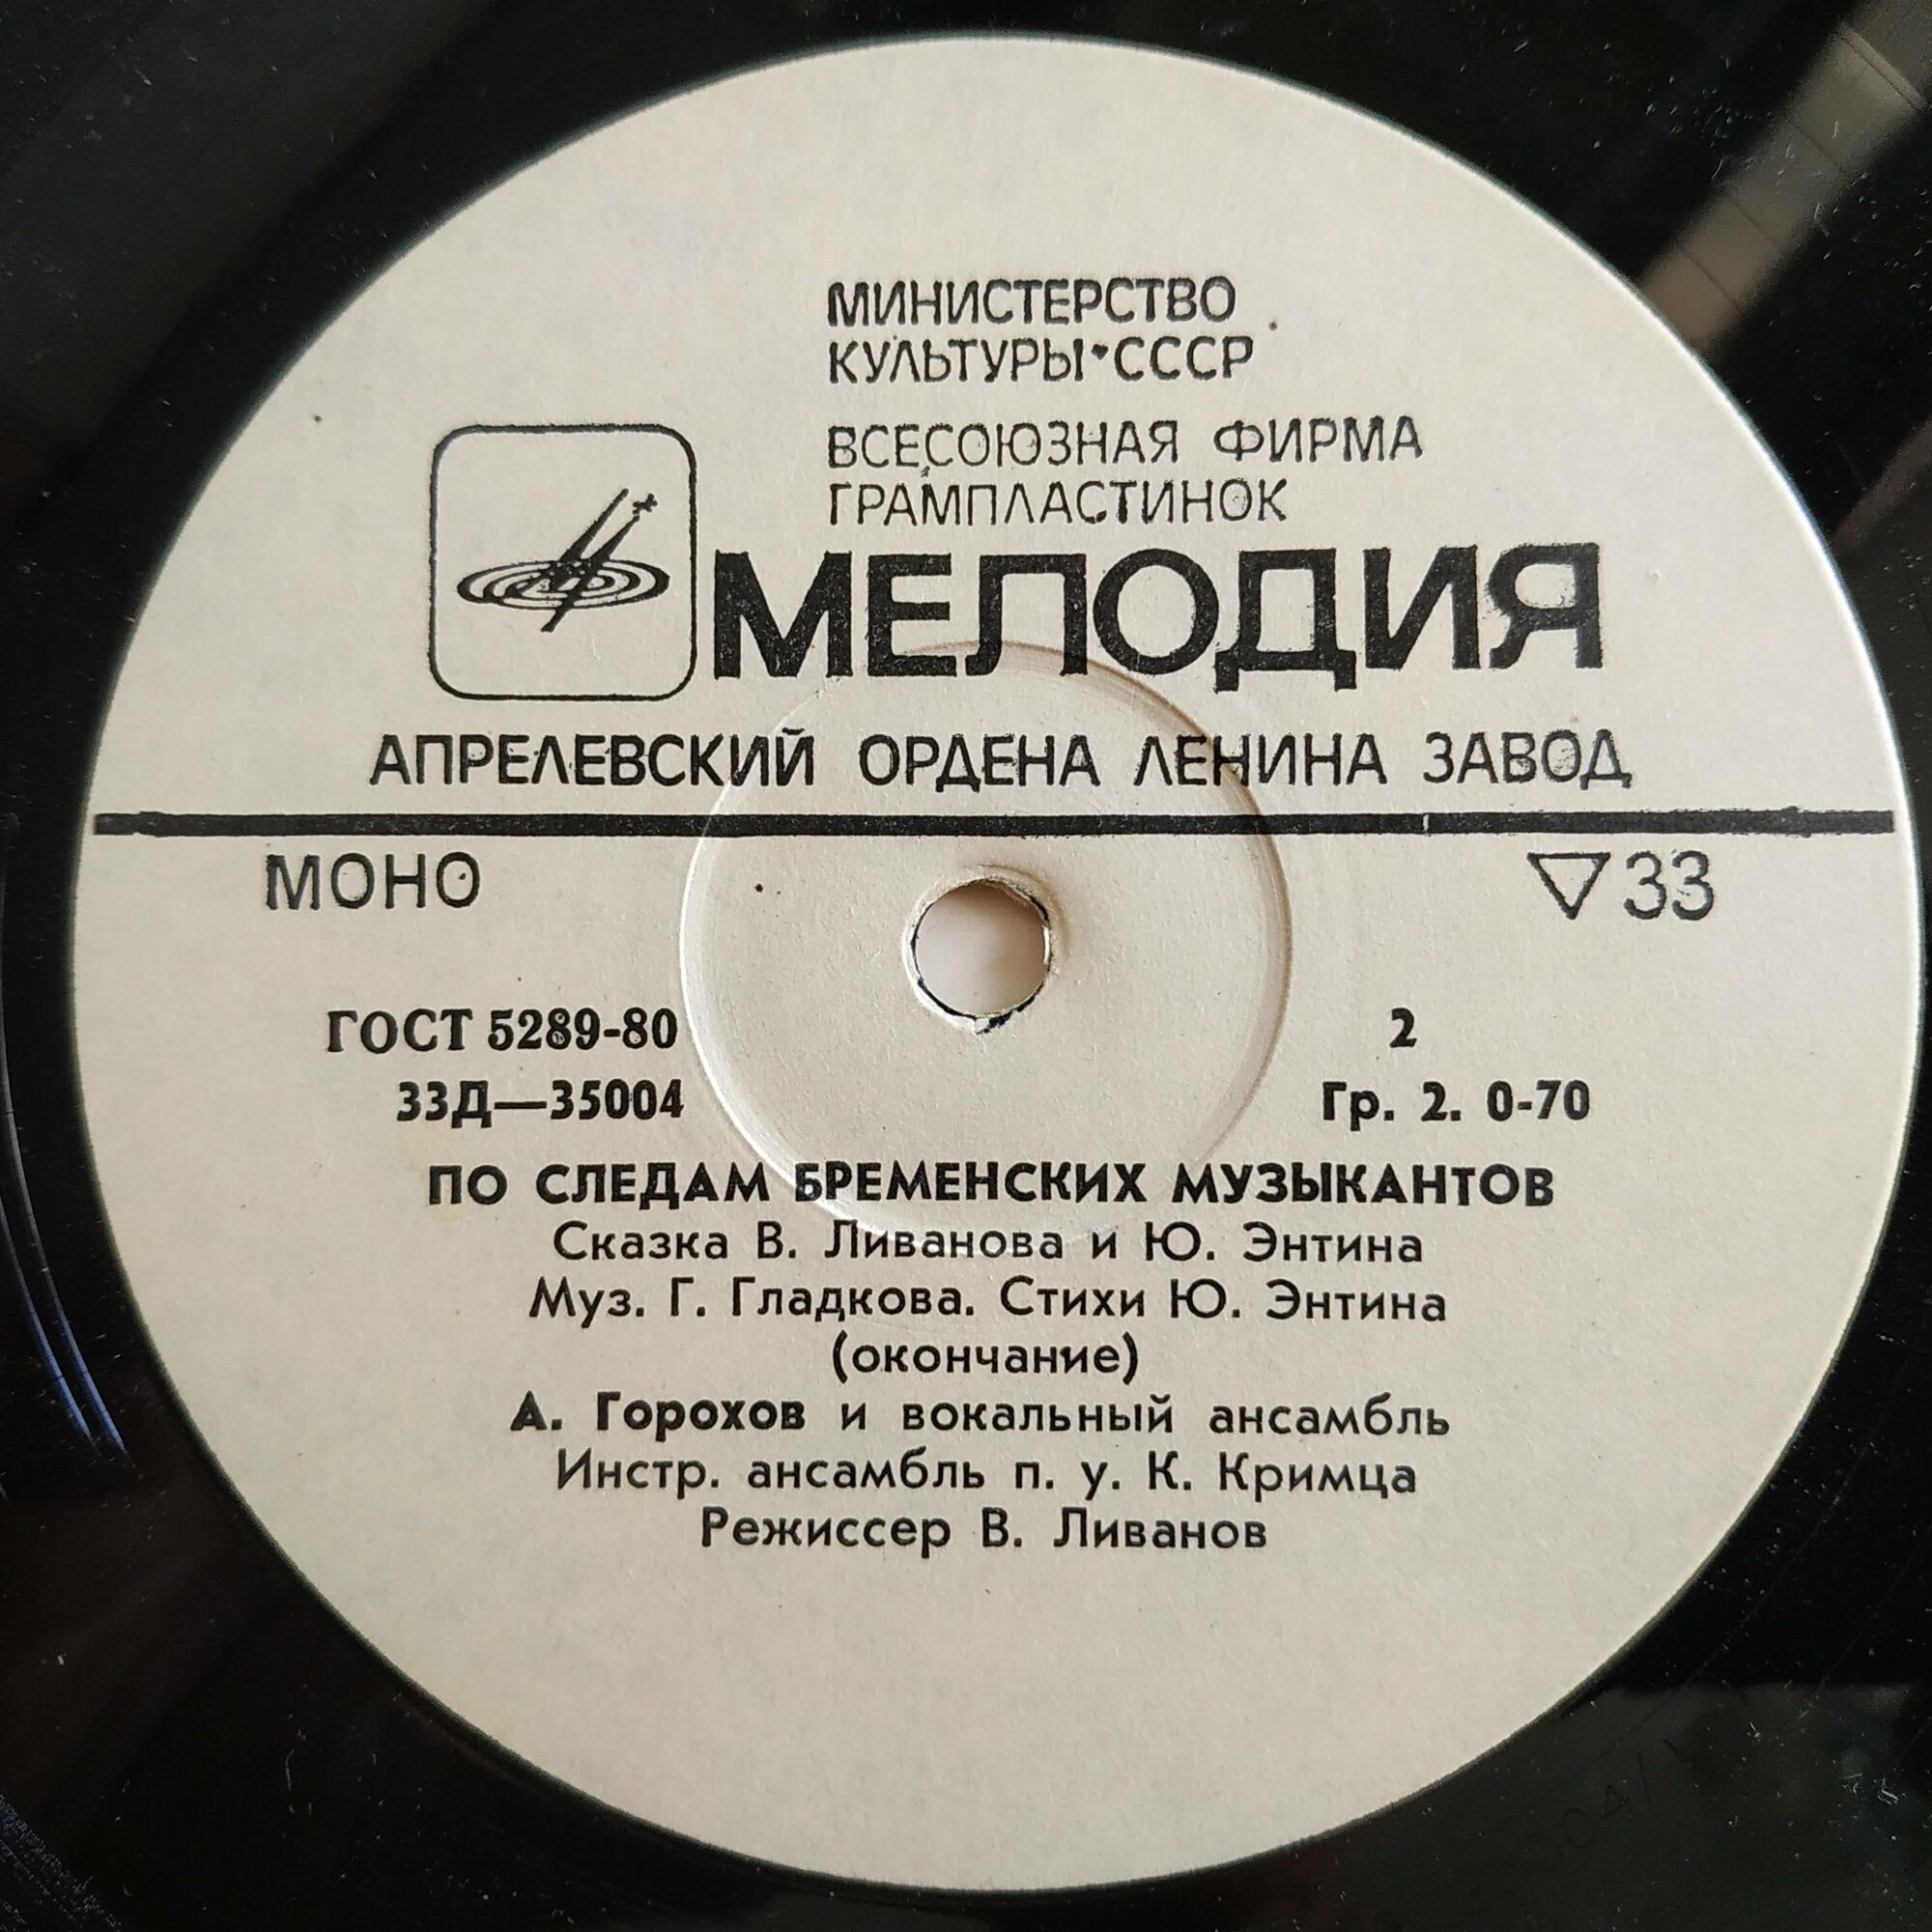 МИНИСТЕРСТВО
КУЛЬТУРЫ•СССР
ВСЕСОЮЗНАЯ ФИРМА
ГРАМПЛАСТИНОК
МЕЛОДИЯ
АПРЕЛЕВСКИЙ ОРДЕНА ЛЕНИНА ЗАВОД
МОНО ▽33
ГОСТ 5289-80 2
33Д—35004 Гр. 2. 0-70
ПО СЛЕДАМ БРЕМЕНСКИХ МУЗЫКАНТОВ
Сказка В. Ливанова и Ю. Энтина
Муз. Г. Гладкова. Стихи Ю. Энтина
(окончание)
А. Горохов и вокальный ансамбль
Инстр. ансамбль п. у. К. Кримца
Режиссер В. Ливанов